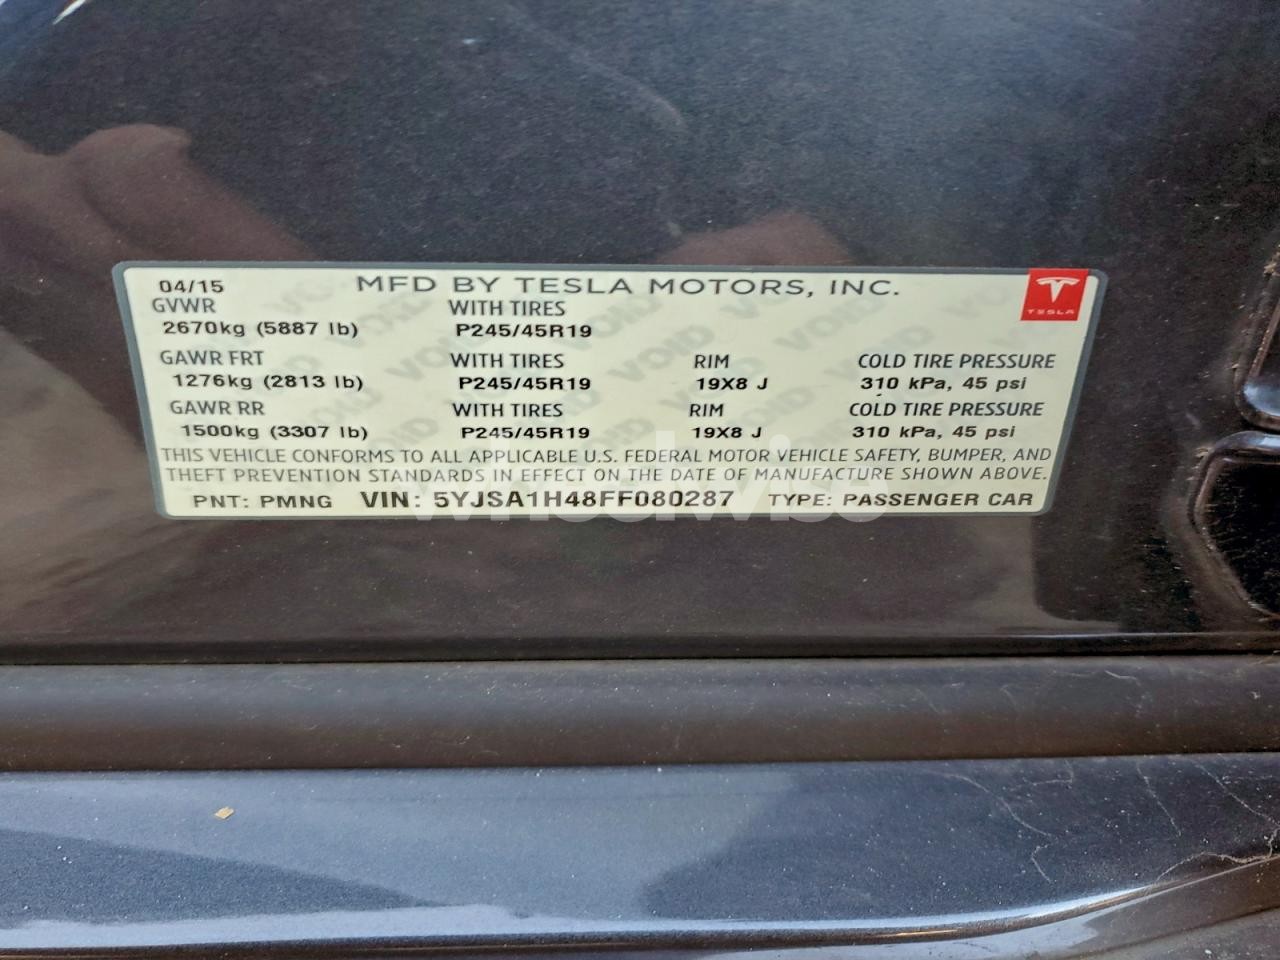 04/15 MFD BY TESLA MOTORS, INC.
TESLA
GVWR WITH TIRES
2670kg (5887 lb) P245/45R19
GAWR FRT WITH TIRES RIM COLD TIRE PRESSURE
1276kg (2813 lb) P245/45R19 19X8 J 310 kPa, 45 psi
GAWR RR WITH TIRES RIM COLD TIRE PRESSURE
1500kg (3307 lb) P245/45R19 19X8 J 310 kPa, 45 psi
THIS VEHICLE CONFORMS TO ALL APPLICABLE U.S. FEDERAL MOTOR VEHICLE SAFETY, BUMPER, AND
THEFT PREVENTION STANDARDS IN EFFECT ON THE DATE OF MANUFACTURE SHOWN ABOVE.
PNT: PMNG VIN: 5YJSA1H48FF080287 TYPE: PASSENGER CAR
wheelwise